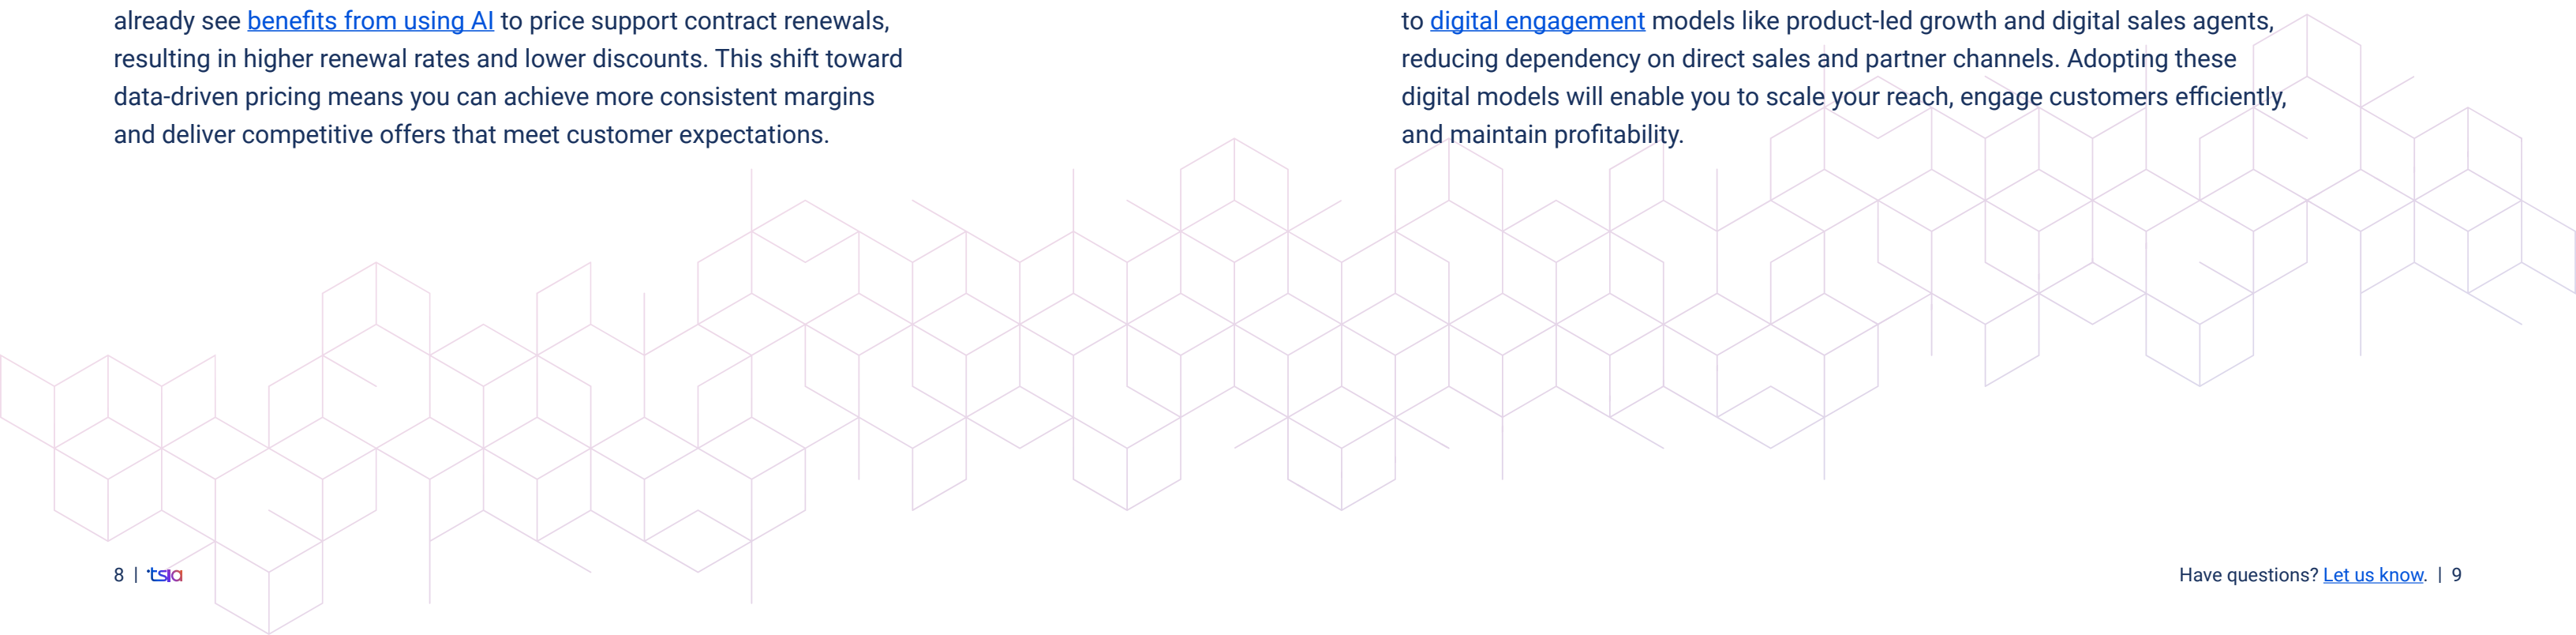 already see benefits from using AI to price support contract renewals,
resulting in higher renewal rates and lower discounts. This shift toward
data-driven pricing means you can achieve more consistent margins
and deliver competitive offers that meet customer expectations.
to digital engagement models like product-led growth and digital sales agents,
reducing dependency on direct sales and partner channels. Adopting these
digital models will enable you to scale your reach, engage customers efficiently,
and maintain profitability.
8 | tsia
Have questions? Let us know. | 9